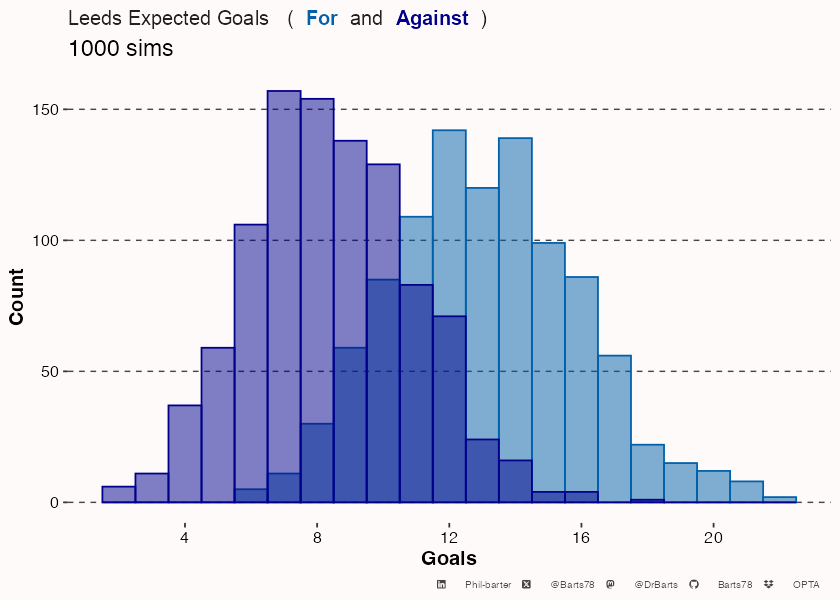 Leeds Expected Goals ( For and Against )
1000 sims
150
100
50
0
Count
4 8 12 16 20
Goals
Phil-barter @Barts78 @DrBarts Barts78 OPTA